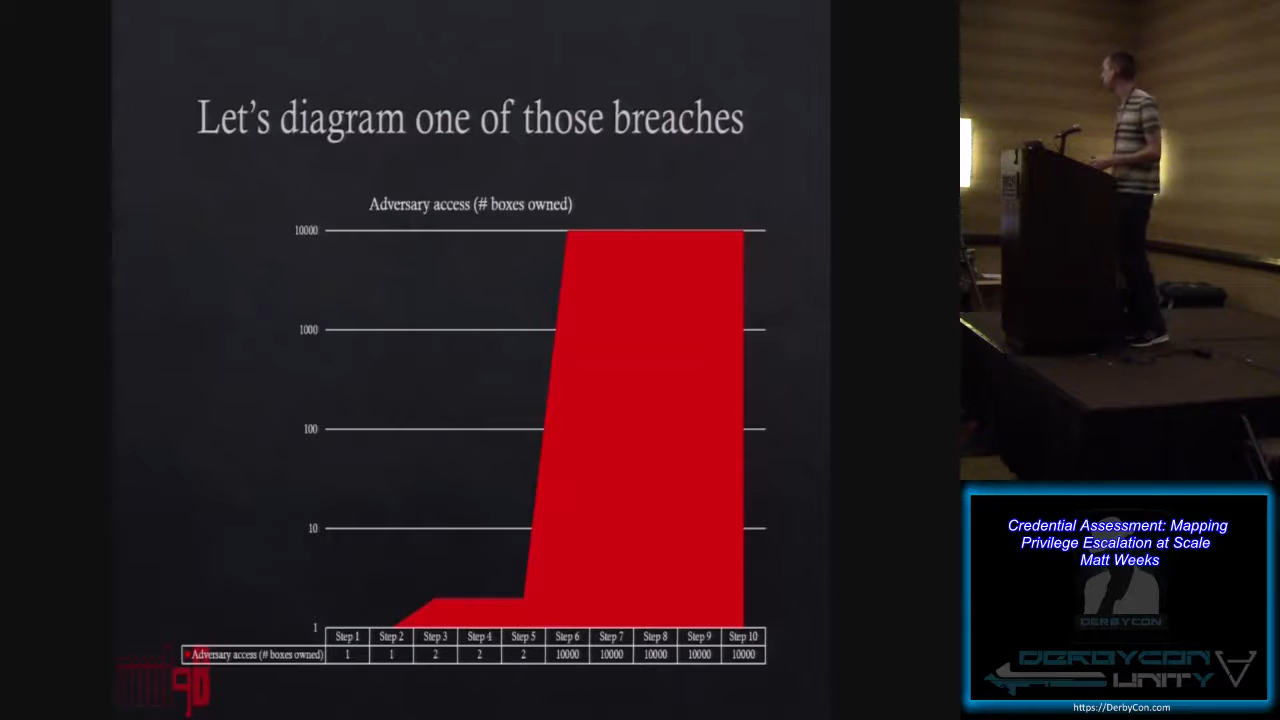 Let's diagram one of those breaches
Adversary access (# boxes owned)
10000
1000
100
10
1
Step 1 Step 2 Step 3 Step 4 Step 5 Step 6 Step 7 Step 8 Step 9 Step 10
Adversary access (# boxes owned) 1 1 2 2 2 10000 10000 10000 10000 10000
Credential Assessment: Mapping
Privilege Escalation at Scale
Matt Weeks
DERBYCON
DERBYCON
UNITY
https://DerbyCon.com